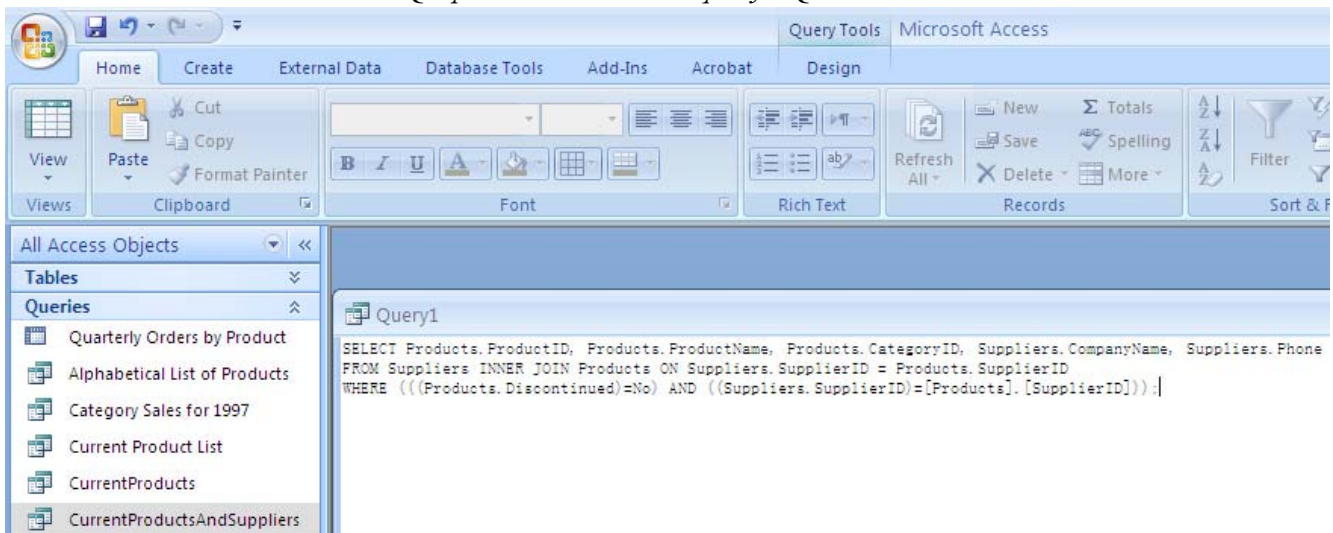 Query Tools Microsoft Access
Home Create External Data Database Tools Add-Ins Acrobat Design
View
Views
Paste
Cut
Copy
Format Painter
Clipboard
B I U A
Font
ab
Rich Text
Refresh
All
New
Save
Delete
Σ Totals
ABC Spelling
More
Records
A
Z
Z
A
A
Z
Filter
Sort & F
All Access Objects
Tables
Queries
Quarterly Orders by Product
Alphabetical List of Products
Category Sales for 1997
Current Product List
CurrentProducts
CurrentProductsAndSuppliers
Query1
SELECT Products.ProductID, Products.ProductName, Products.CategoryID, Suppliers.CompanyName, Suppliers.Phone
FROM Suppliers INNER JOIN Products ON Suppliers.SupplierID = Products.SupplierID
WHERE (((Products.Discontinued)=No) AND ((Suppliers.SupplierID)=[Products].[SupplierID]));